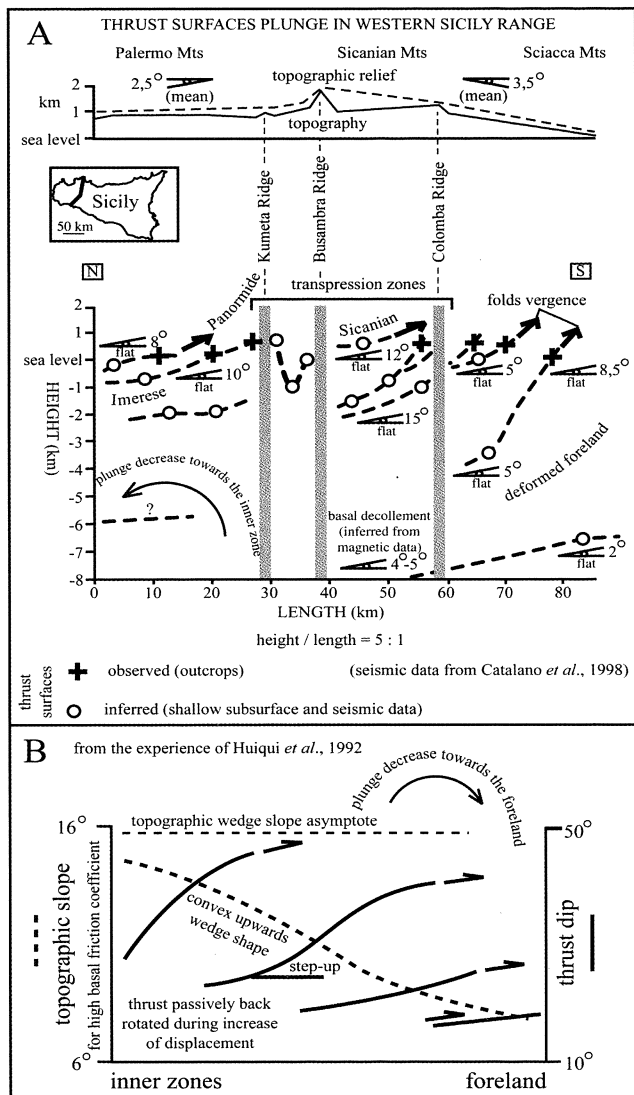 A
THRUST SURFACES PLUNGE IN WESTERN SICILY RANGE
Palermo Mts
Sicanian Mts
Sciacca Mts
2,5°
(mean)
topographic relief
3,5°
(mean)
2
km
1
sea level
topography
Sicily
50 km
Kumeta Ridge
Busambra Ridge
Colomba Ridge
N
S
transpression zones
folds vergence
2
1
sea level
-1
-2
-3
-4
-5
-6
-7
-8
HEIGHT (km)
8°
flat
Panormide
10°
flat
Imerese
Sicanian
12°
flat
15°
flat
5°
flat
8,5°
flat
5°
flat
deformed foreland
plunge decrease towards the inner zone
?
basal decollement
(inferred from
magnetic data)
4°-5°
flat
2°
flat
0
10
20
30
40
50
60
70
80
LENGTH (km)
height / length = 5 : 1
thrust
surfaces
observed (outcrops)
(seismic data from Catalano et al., 1998)
inferred (shallow subsurface and seismic data)
B
from the experience of Huiqui et al., 1992
plunge decrease towards the foreland
topographic wedge slope asymptote
16°
50°
topographic slope
for high basal friction coefficient
convex upwards
wedge shape
step-up
thrust dip
thrust passively back
rotated during increase
of displacement
6°
10°
inner zones
foreland